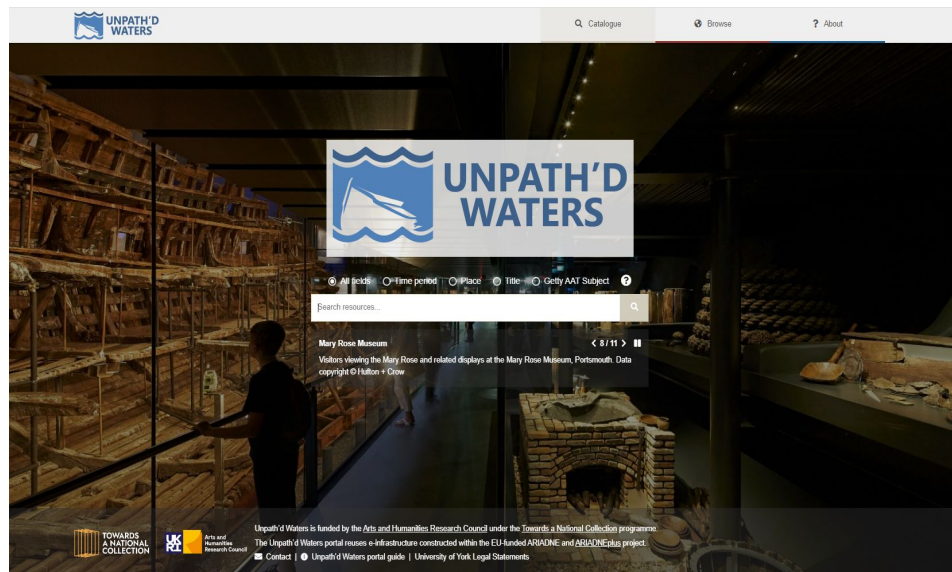 UNPATH'D
WATERS
Catalogue
Browse
? About
UNPATH'D
WATERS
All fields Time period Place Title Getty AAT Subject ?
Search resources...
Mary Rose Museum
< 8 / 11 >
Visitors viewing the Mary Rose and related displays at the Mary Rose Museum, Portsmouth. Data
copyright © Hufton + Crow
TOWARDS
A NATIONAL
COLLECTION
UK
RI
Arts and
Humanities
Research Council
Unpath'd Waters is funded by the Arts and Humanities Research Council under the Towards a National Collection programme.
The Unpath'd Waters portal reuses e-infrastructure constructed within the EU-funded ARIADNE and ARIADNEplus project.
Contact | Unpath'd Waters portal guide | University of York Legal Statements